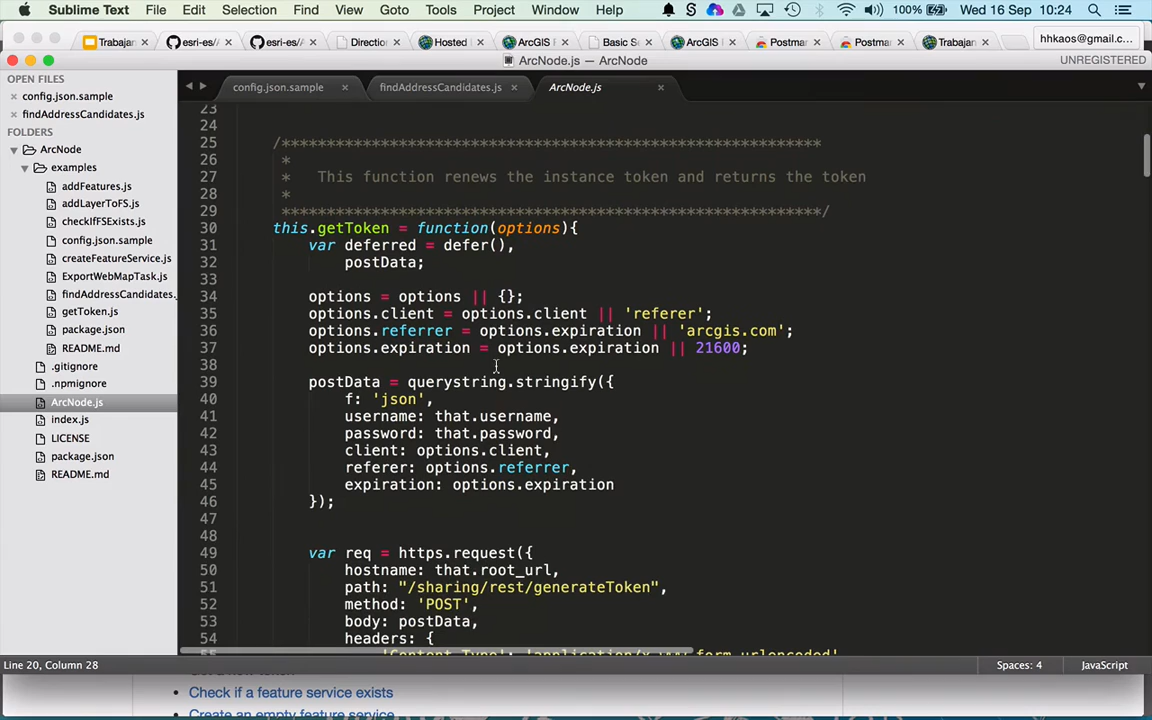 Sublime Text File Edit Selection Find View Goto Tools Project Window Help 100% Wed 16 Sep 10:24
Trabajan × esri-es/A × esri-es/A × Direction × Hosted × ArcGIS × Basic Se × ArcGIS × Postmar × Postmar × Trabajan × hhkaos@gmail.c...
ArcNode.js — ArcNode UNREGISTERED
OPEN FILES
× config.json.sample
× findAddressCandidates.js
FOLDERS
ArcNode
examples
addFeatures.js
addLayerToFS.js
checkIfFSExists.js
config.json.sample
createFeatureService.js
ExportWebMapTask.js
findAddressCandidates.
getToken.js
package.json
README.md
.gitignore
.npmignore
ArcNode.js
index.js
LICENSE
package.json
README.md
config.json.sample × findAddressCandidates.js × ArcNode.js ×
23
24
25 /************************************************************
26 *
27 * This function renews the instance token and returns the token
28 *
29 ************************************************************/
30 this.getToken = function(options){
31 var deferred = defer(),
32 postData;
33
34 options = options || {};
35 options.client = options.client || 'referer';
36 options.referrer = options.expiration || 'arcgis.com';
37 options.expiration = options.expiration || 21600;
38
39 postData = querystring.stringify({
40 f: 'json',
41 username: that.username,
42 password: that.password,
43 client: options.client,
44 referer: options.referrer,
45 expiration: options.expiration
46 });
47
48
49 var req = https.request({
50 hostname: that.root_url,
51 path: "/sharing/rest/generateToken",
52 method: 'POST',
53 body: postData,
54 headers: {
Line 20, Column 28 Spaces: 4 JavaScript
• Check if a feature service exists
• Create an empty feature service